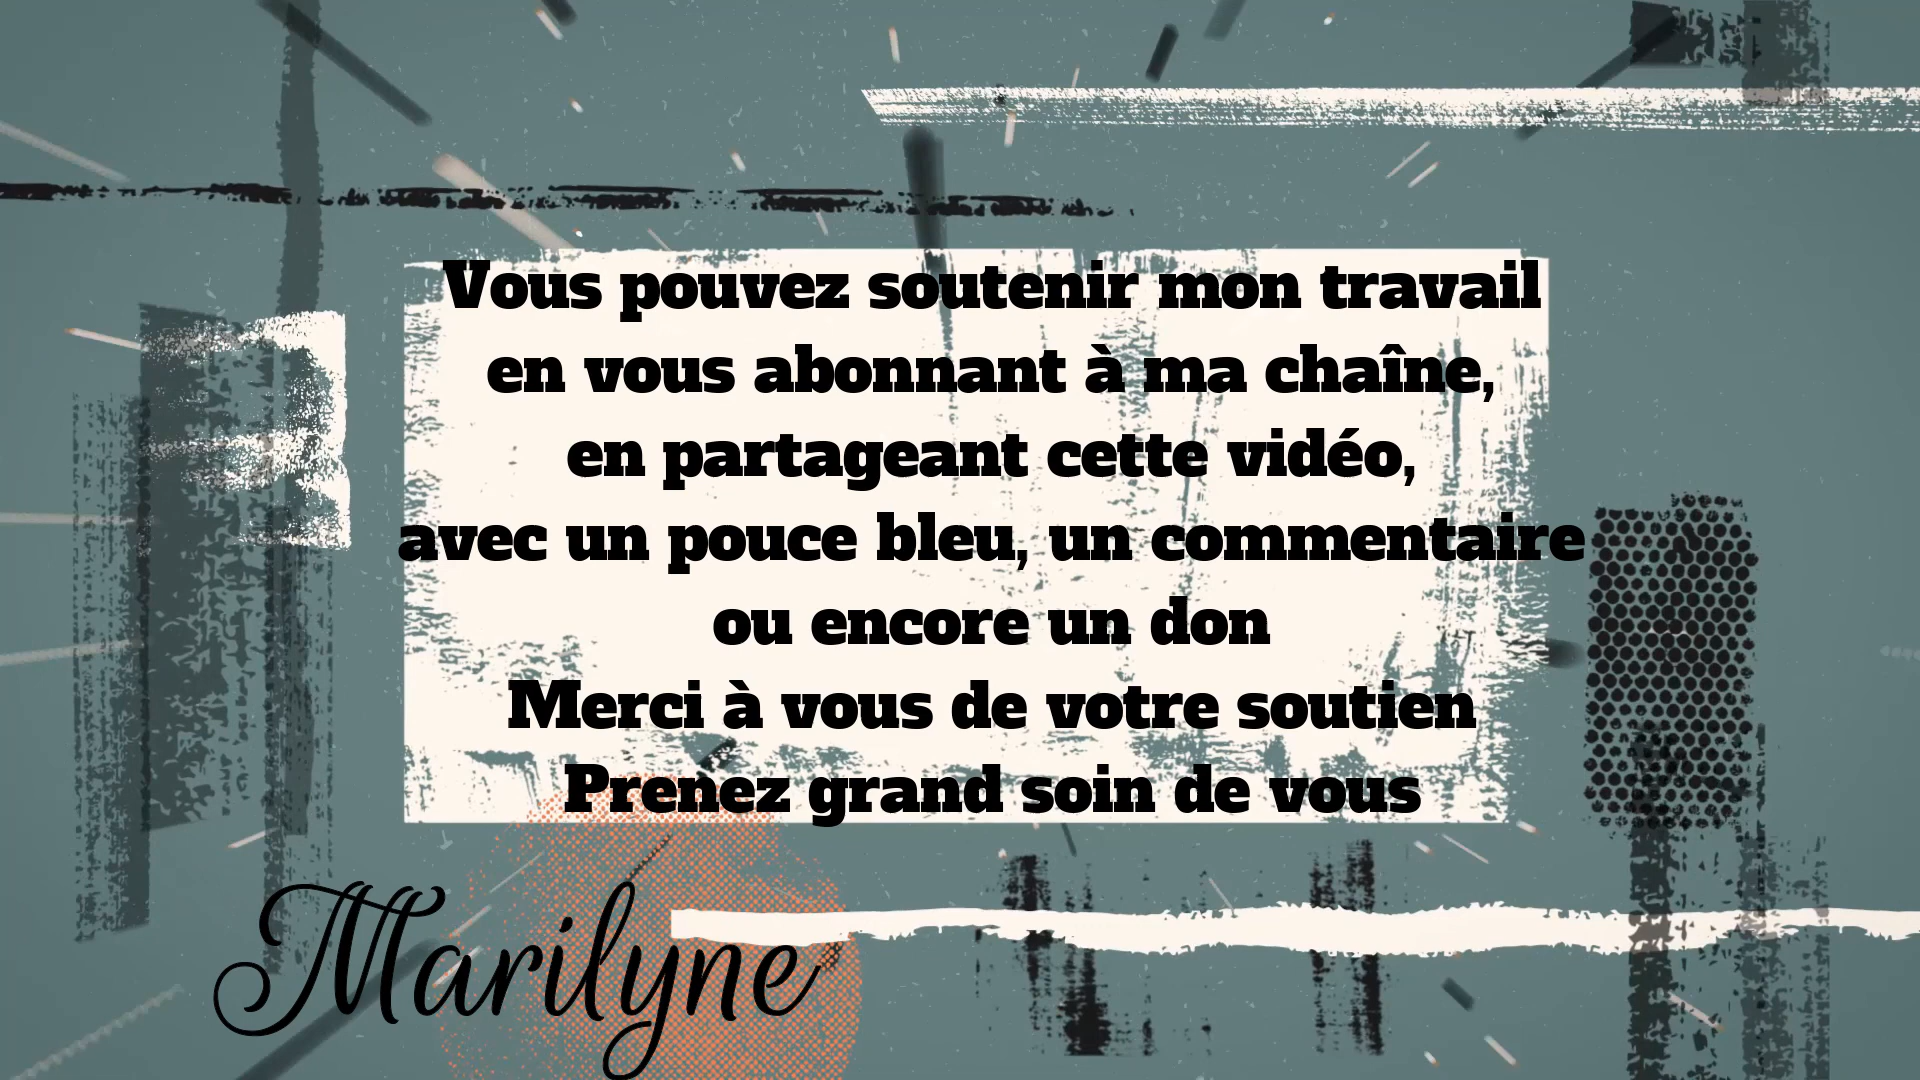 Vous pouvez soutenir mon travail
en vous abonnant à ma chaîne,
en partageant cette vidéo,
avec un pouce bleu, un commentaire
ou encore un don
Merci à vous de votre soutien
Prenez grand soin de vous
Marilyne